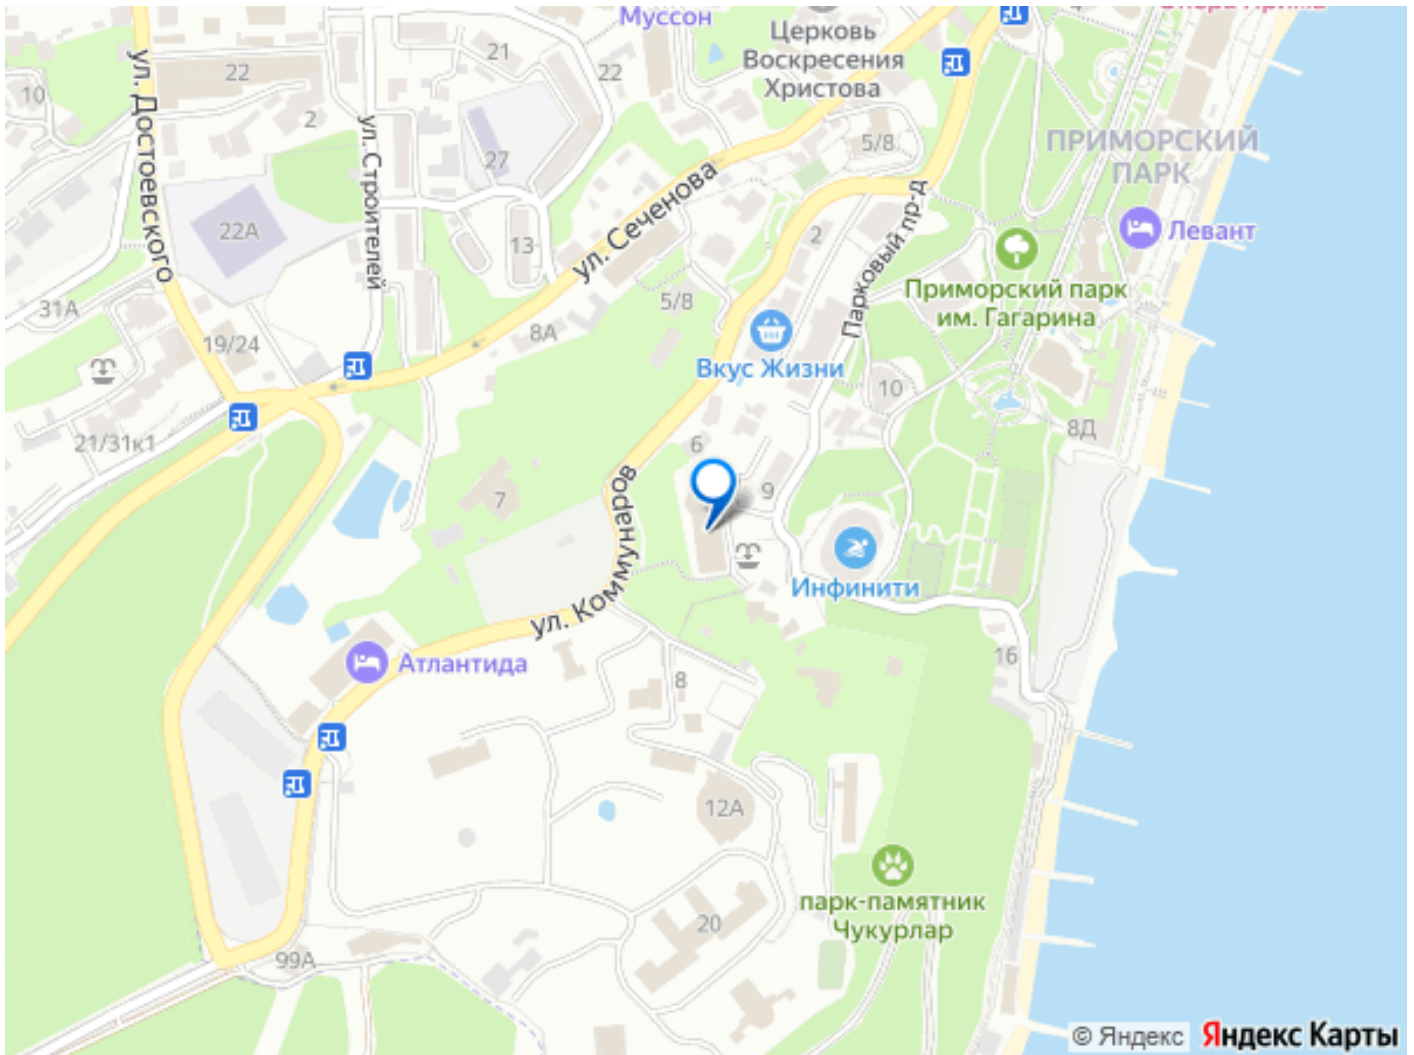 Муссон
Церковь
Воскресения
Христова
ул. Достоевского
22
21
22
10
2
ул. Строителей
27
5/8
ПРИМОРСКИЙ
ПАРК
ул. Сеченова
22А
13
2
Парковый пр-д
Левант
Приморский парк
им. Гагарина
31А
5/8
8А
19/24
Вкус Жизни
10
8Д
21/31к1
6
7
9
ул. Коммунаров
Инфинити
Атлантида
8
16
12А
парк-памятник
Чукурлар
20
99А
© Яндекс Яндекс Карты